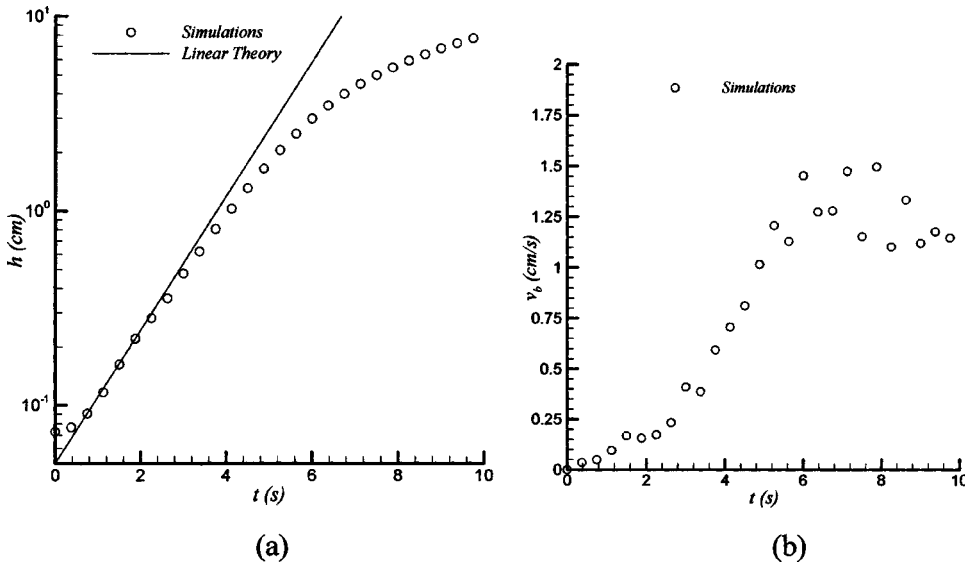 10¹
Simulations
Linear Theory
10⁰
10⁻¹
h (cm)
0 2 4 6 8 10
t (s)
(a)
2
1.75
1.5
1.25
1
0.75
0.5
0.25
0
Simulations
v_b (cm/s)
0 2 4 6 8 10
t (s)
(b)